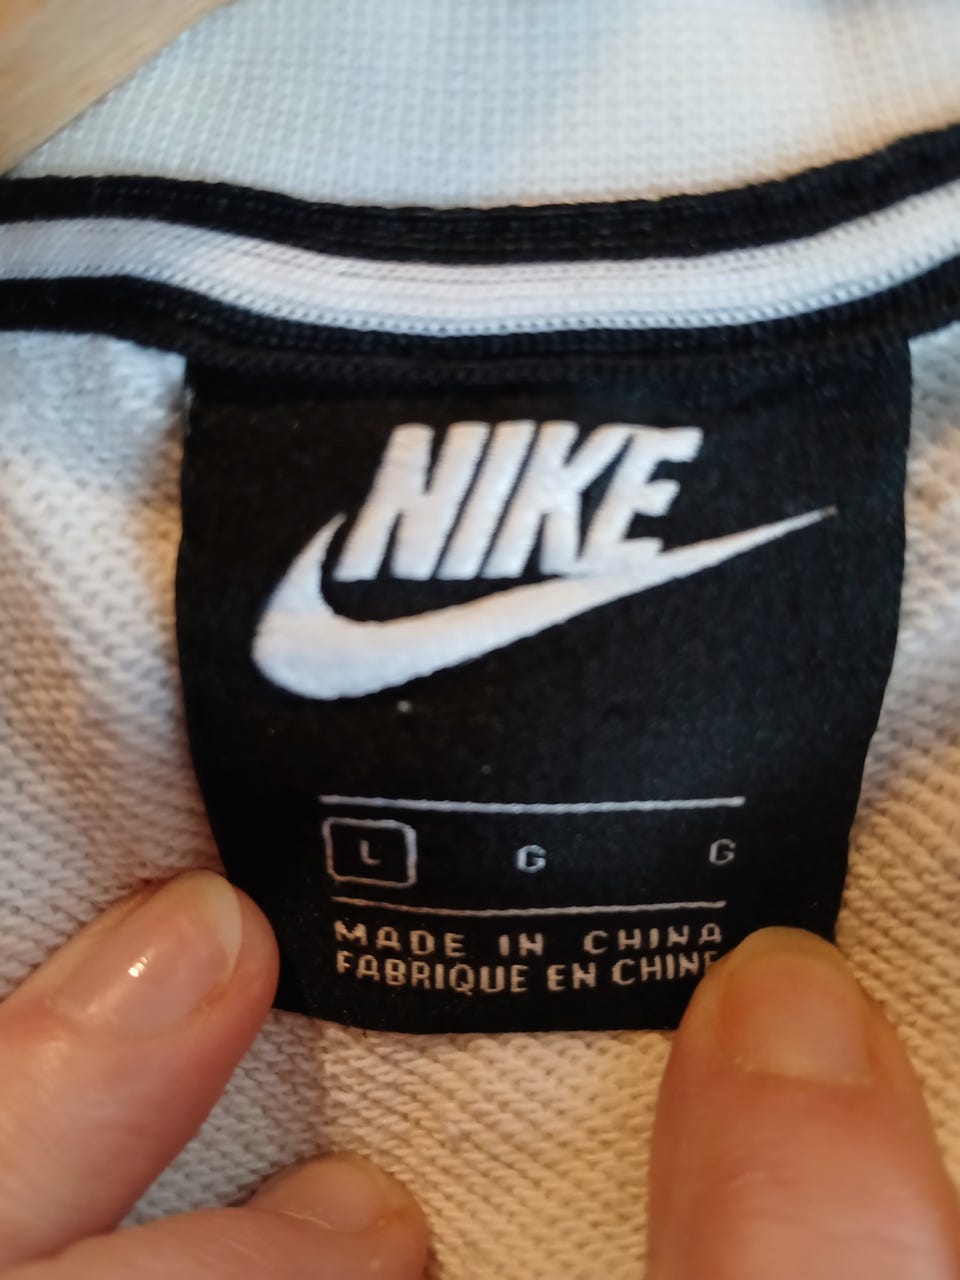 NIKE
L G G
MADE IN CHINA
FABRIQUE EN CHINE